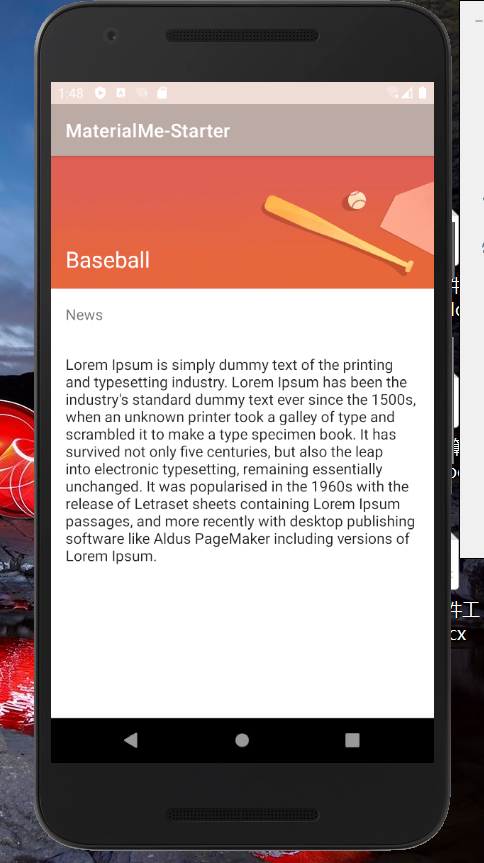 1:48
MaterialMe-Starter
Baseball
News
Lorem Ipsum is simply dummy text of the printing
and typesetting industry. Lorem Ipsum has been the
industry's standard dummy text ever since the 1500s,
when an unknown printer took a galley of type and
scrambled it to make a type specimen book. It has
survived not only five centuries, but also the leap
into electronic typesetting, remaining essentially
unchanged. It was popularised in the 1960s with the
release of Letraset sheets containing Lorem Ipsum
passages, and more recently with desktop publishing
software like Aldus PageMaker including versions of
Lorem Ipsum.
件
件工
cx